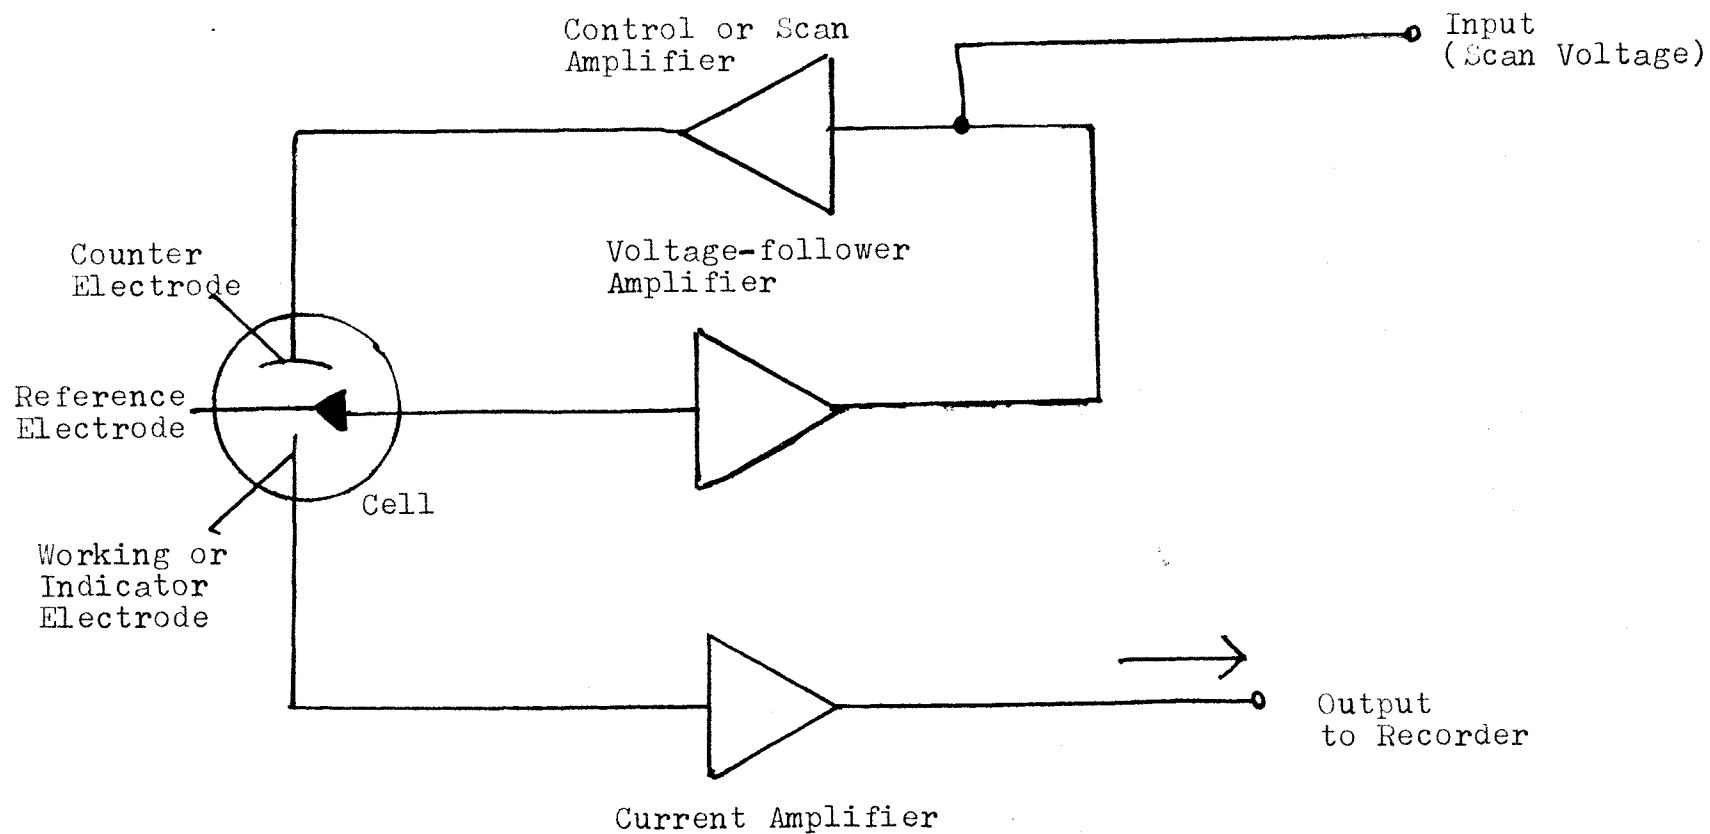 Control or Scan
Amplifier
Input
(Scan Voltage)
Counter
Electrode
Voltage-follower
Amplifier
Reference
Electrode
Cell
Working or
Indicator
Electrode
Output
to Recorder
Current Amplifier